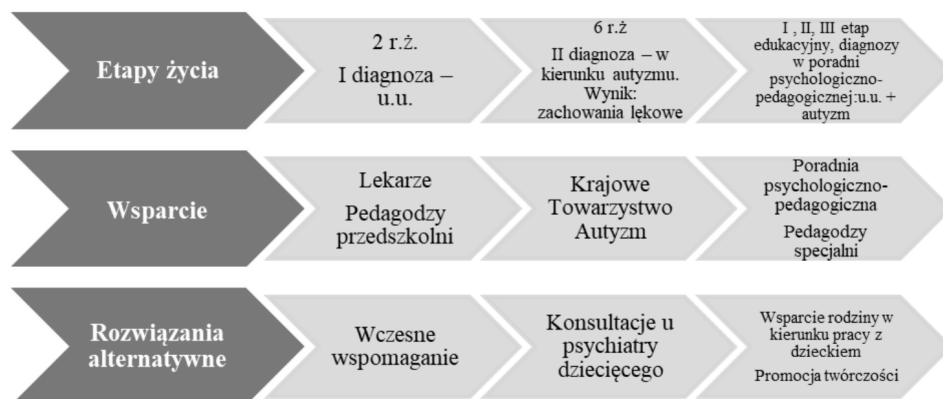 Etapy życia
2 r.ż.
I diagnoza –
u.u.
6 r.ż
II diagnoza – w
kierunku autyzmu.
Wynik:
zachowania lękowe
I , II, III etap
edukacyjny, diagnozy
w poradni
psychologiczno-
pedagogicznej:u.u. +
autyzm
Wsparcie
Lekarze
Pedagodzy
przedszkolni
Krajowe
Towarzystwo
Autyzm
Poradnia
psychologiczno-
pedagogiczna
Pedagodzy
specjalni
Rozwiązania
alternatywne
Wczesne
wspomaganie
Konsultacje u
psychiatry
dziecięcego
Wsparcie rodziny w
kierunku pracy z
dzieckiem
Promocja twórczości